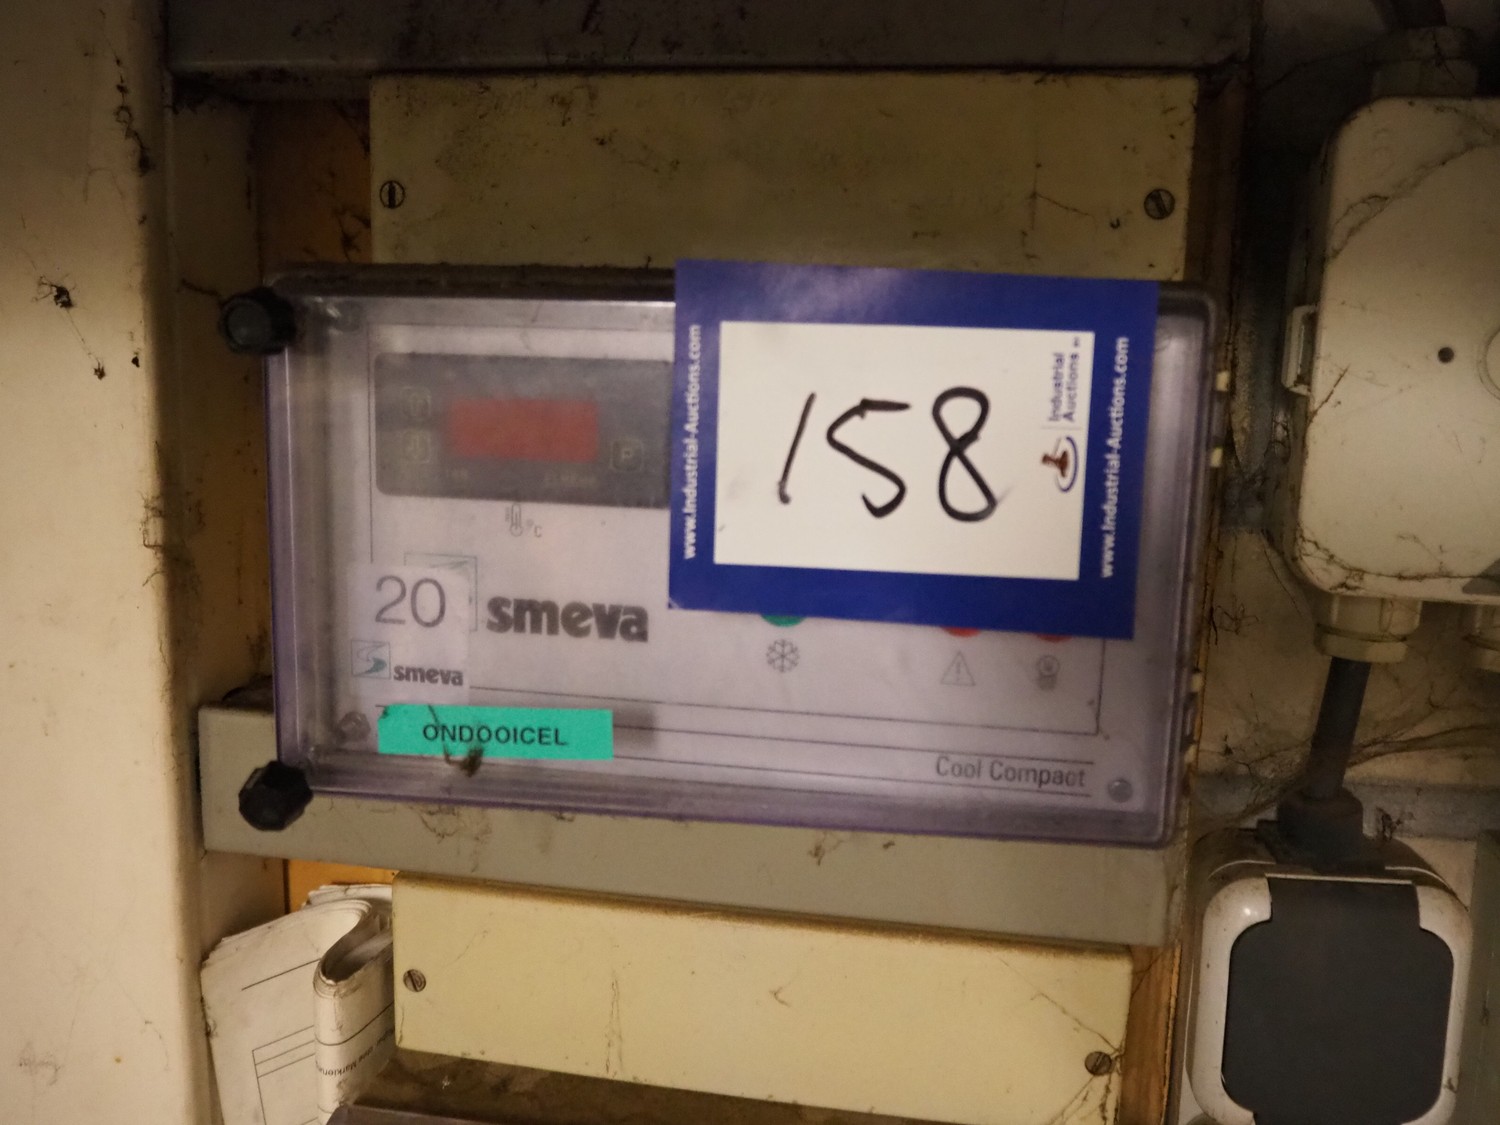 www.Industrial-Auctions.com
158
Industrial
Auctions
www.Industrial-Auctions.com
P
°C
20
smeva
smeva
ONDOOICEL
Cool Compact